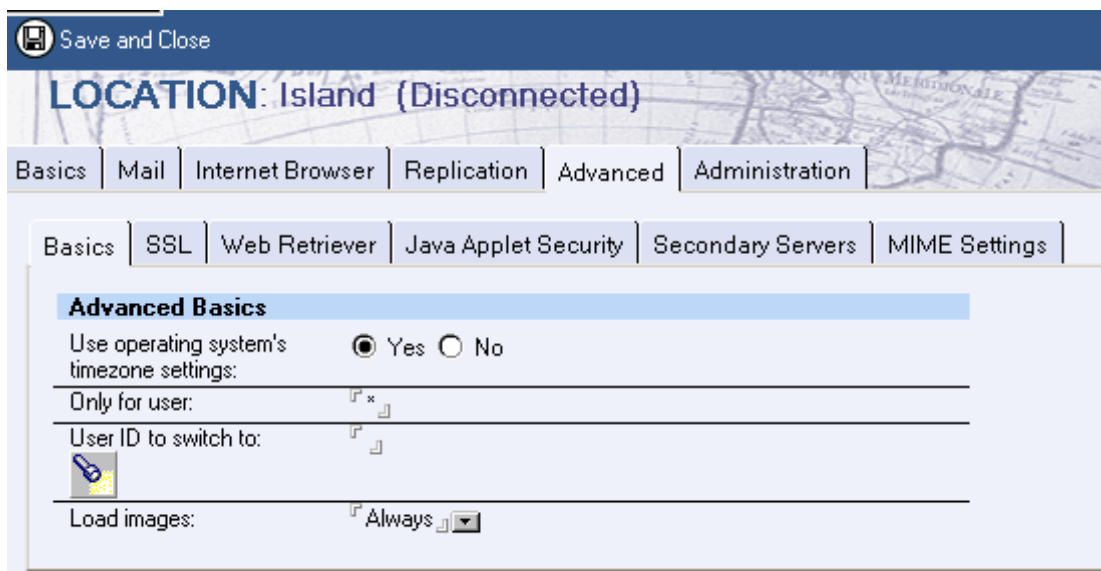 Save and Close
LOCATION: Island (Disconnected)
Basics Mail Internet Browser Replication Advanced Administration
Basics SSL Web Retriever Java Applet Security Secondary Servers MIME Settings
Advanced Basics
Use operating system's Yes No
timezone settings:
Only for user: *
User ID to switch to:
Load images: Always